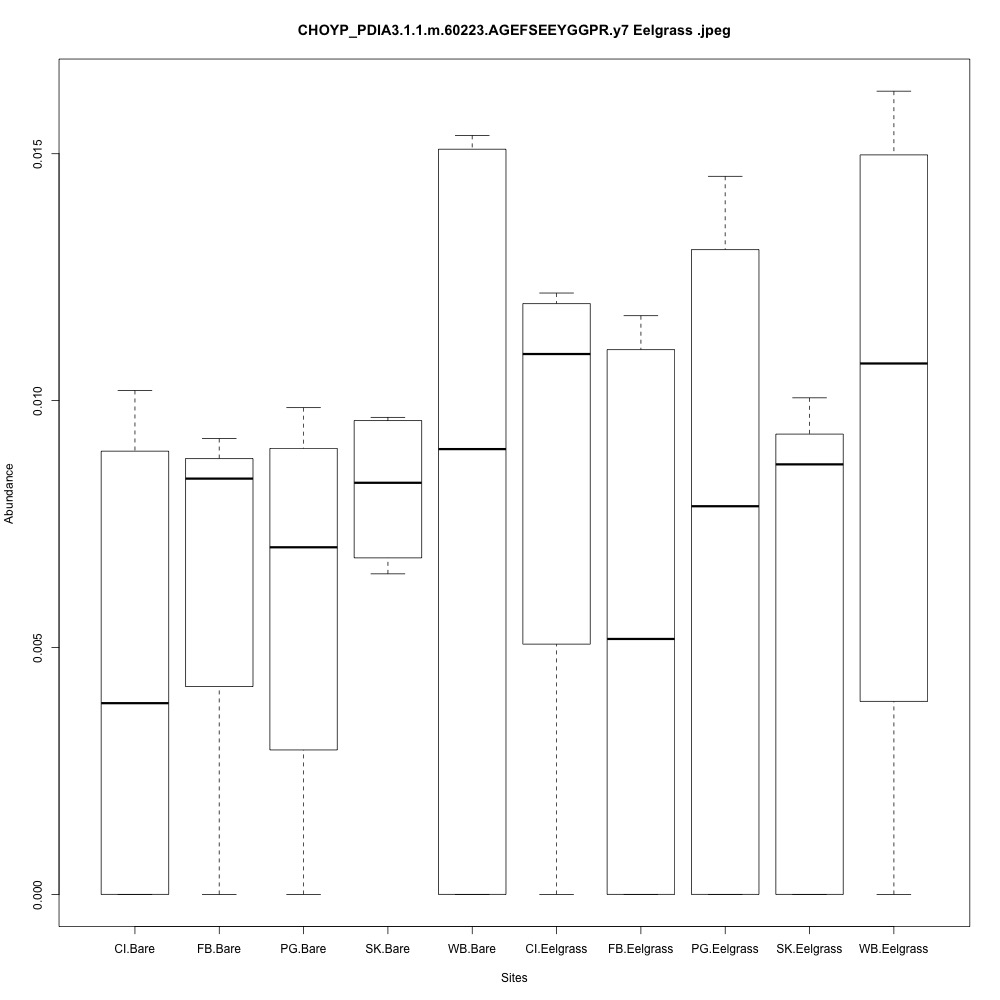 CHOYP_PDIA3.1.1.m.60223.AGEFSEEYGGPR.y7 Eelgrass .jpeg
Abundance
0.015
0.010
0.005
0.000
CI.Bare FB.Bare PG.Bare SK.Bare WB.Bare CI.Eelgrass FB.Eelgrass PG.Eelgrass SK.Eelgrass WB.Eelgrass
Sites